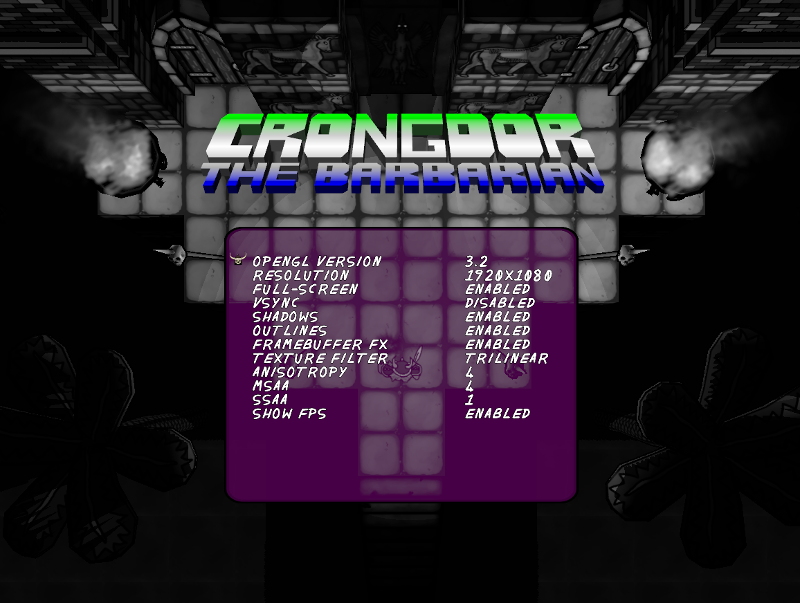 CRONGDOR
THE BARBARIAN
OPENGL VERSION 3.2
RESOLUTION 1920X1080
FULL-SCREEN ENABLED
VSYNC DISABLED
SHADOWS ENABLED
OUTLINES ENABLED
FRAMEBUFFER FX ENABLED
TEXTURE FILTER TRILINEAR
ANISOTROPY 4
MSAA 4
SSAA 1
SHOW FPS ENABLED